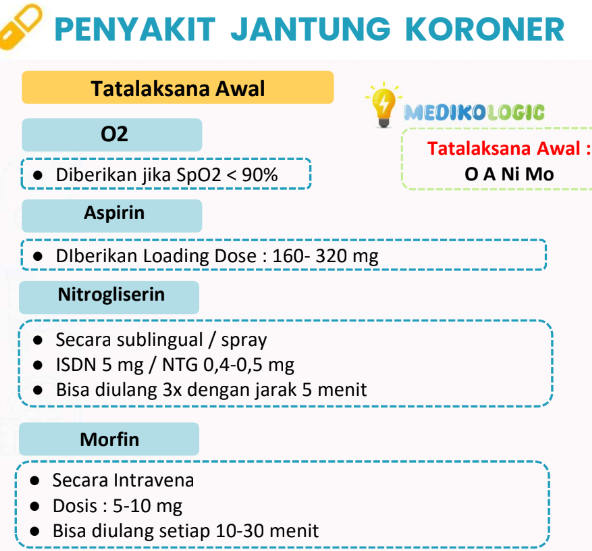 PENYAKIT JANTUNG KORONER
Tatalaksana Awal
MEDIKOLOGIC
Tatalaksana Awal :
O A Ni Mo
O2
● Diberikan jika SpO2 < 90%
Aspirin
● DIberikan Loading Dose : 160- 320 mg
Nitrogliserin
● Secara sublingual / spray
● ISDN 5 mg / NTG 0,4-0,5 mg
● Bisa diulang 3x dengan jarak 5 menit
Morfin
● Secara Intravena
● Dosis : 5-10 mg
● Bisa diulang setiap 10-30 menit